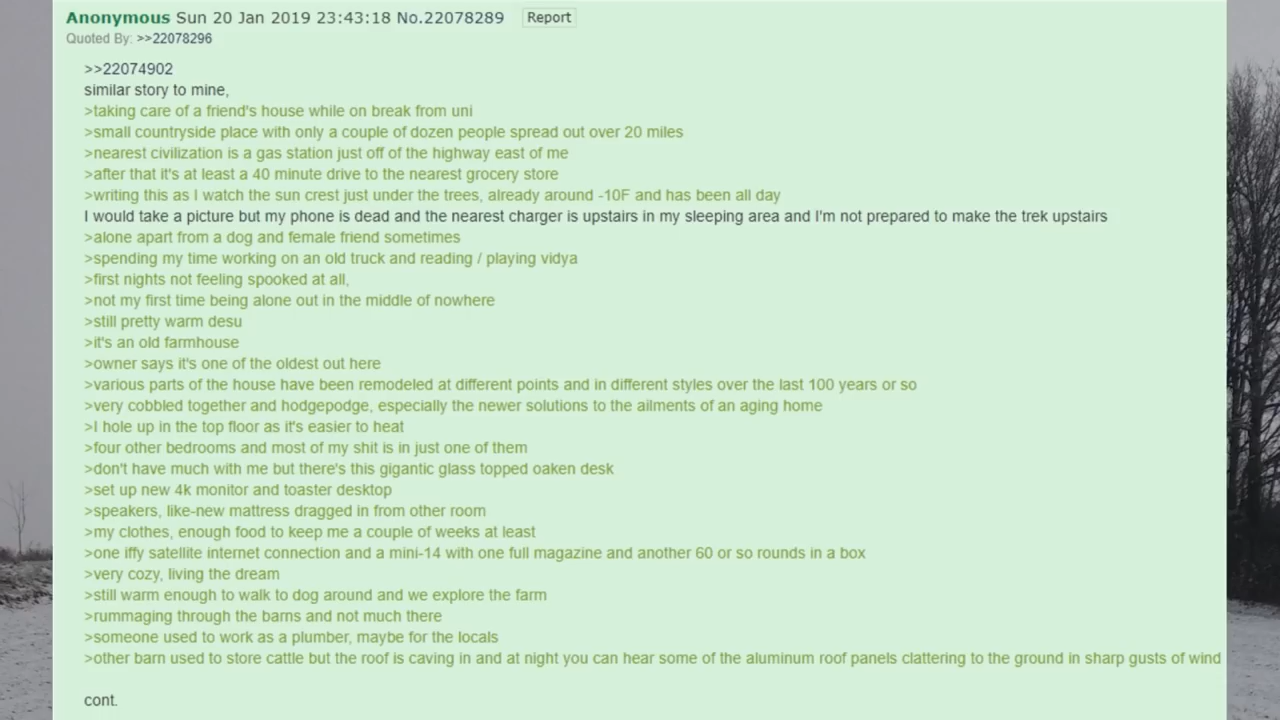 Anonymous Sun 20 Jan 2019 23:43:18 No.22078289 Report
Quoted By: >>22078296
>>22074902
similar story to mine,
>taking care of a friend's house while on break from uni
>small countryside place with only a couple of dozen people spread out over 20 miles
>nearest civilization is a gas station just off of the highway east of me
>after that it's at least a 40 minute drive to the nearest grocery store
>writing this as I watch the sun crest just under the trees, already around -10F and has been all day
I would take a picture but my phone is dead and the nearest charger is upstairs in my sleeping area and I'm not prepared to make the trek upstairs
>alone apart from a dog and female friend sometimes
>spending my time working on an old truck and reading / playing vidya
>first nights not feeling spooked at all,
>not my first time being alone out in the middle of nowhere
>still pretty warm desu
>it's an old farmhouse
>owner says it's one of the oldest out here
>various parts of the house have been remodeled at different points and in different styles over the last 100 years or so
>very cobbled together and hodgepodge, especially the newer solutions to the ailments of an aging home
>I hole up in the top floor as it's easier to heat
>four other bedrooms and most of my shit is in just one of them
>don't have much with me but there's this gigantic glass topped oaken desk
>set up new 4k monitor and toaster desktop
>speakers, like-new mattress dragged in from other room
>my clothes, enough food to keep me a couple of weeks at least
>one iffy satellite internet connection and a mini-14 with one full magazine and another 60 or so rounds in a box
>very cozy, living the dream
>still warm enough to walk to dog around and we explore the farm
>rummaging through the barns and not much there
>someone used to work as a plumber, maybe for the locals
>other barn used to store cattle but the roof is caving in and at night you can hear some of the aluminum roof panels clattering to the ground in sharp gusts of wind
cont.